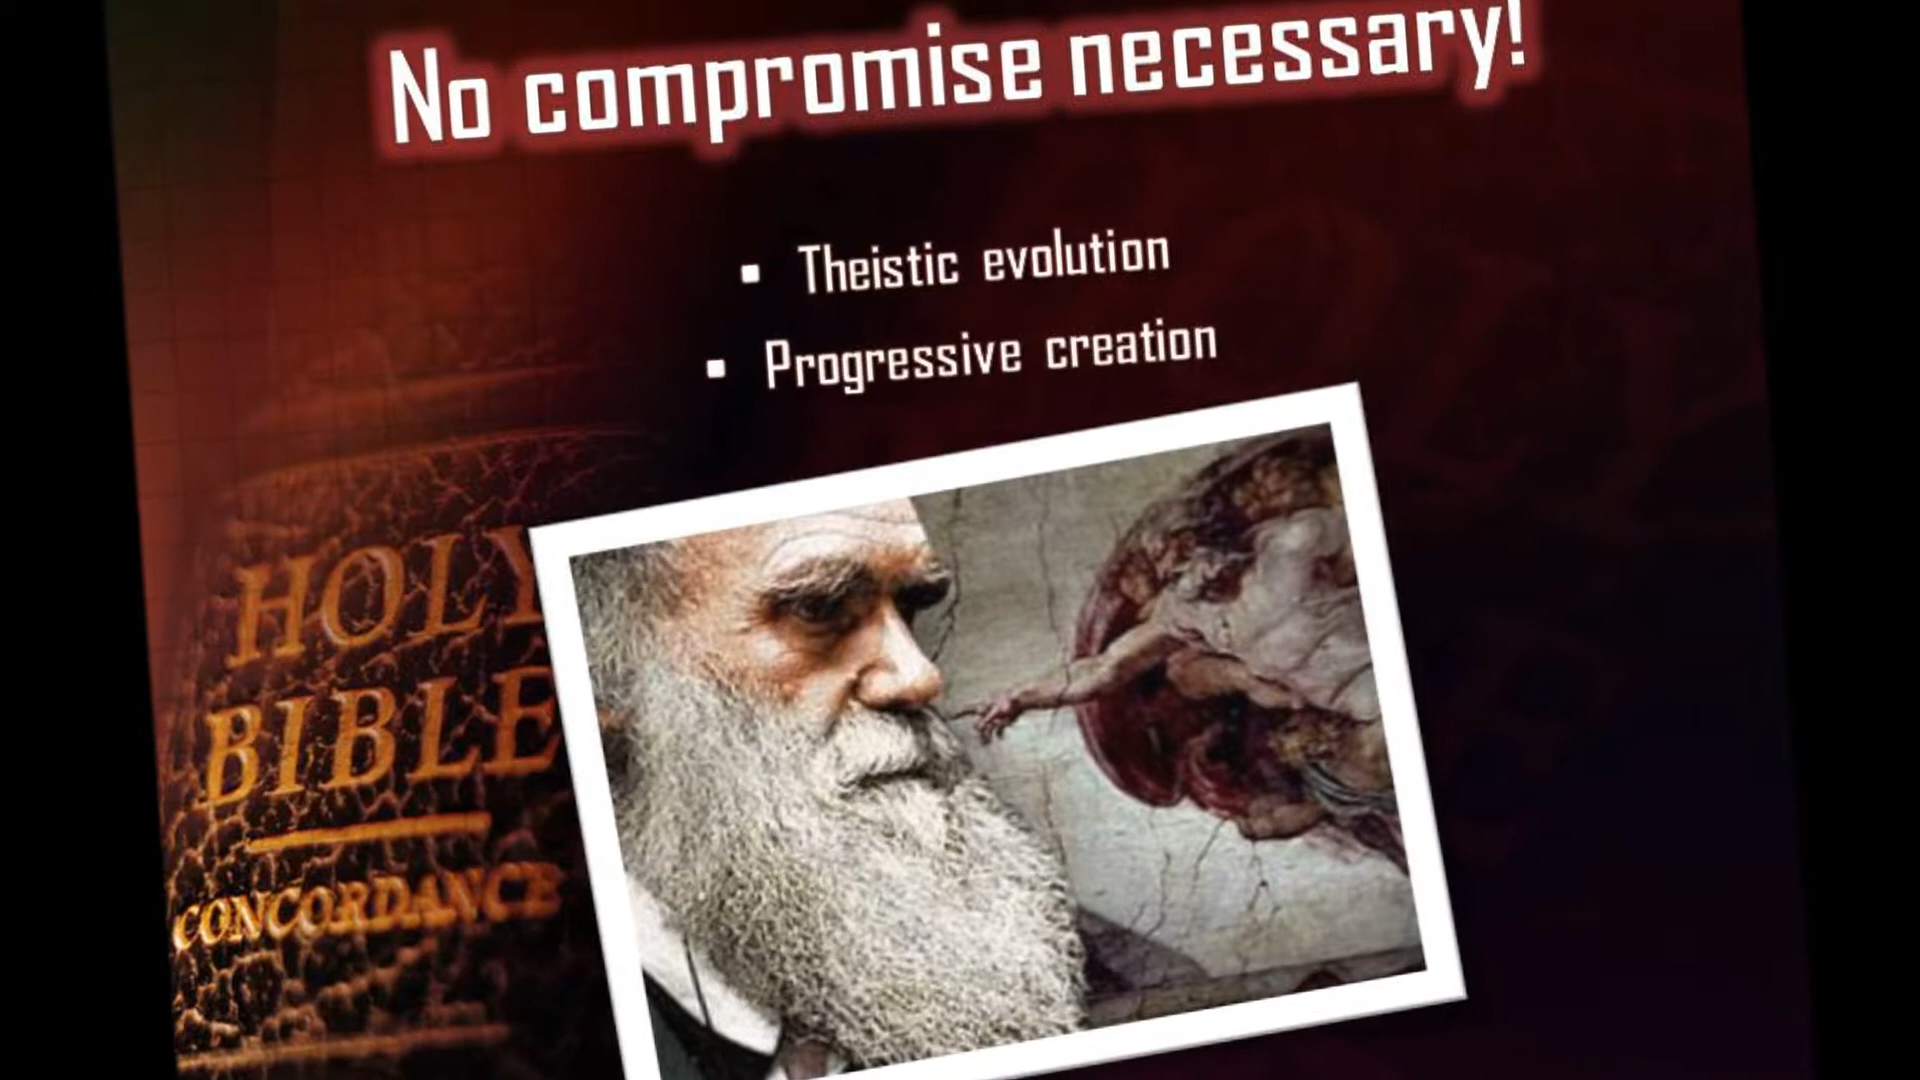 No compromise necessary!
Theistic evolution
Progressive creation
HOLY
BIBLE
CONCORDANCE